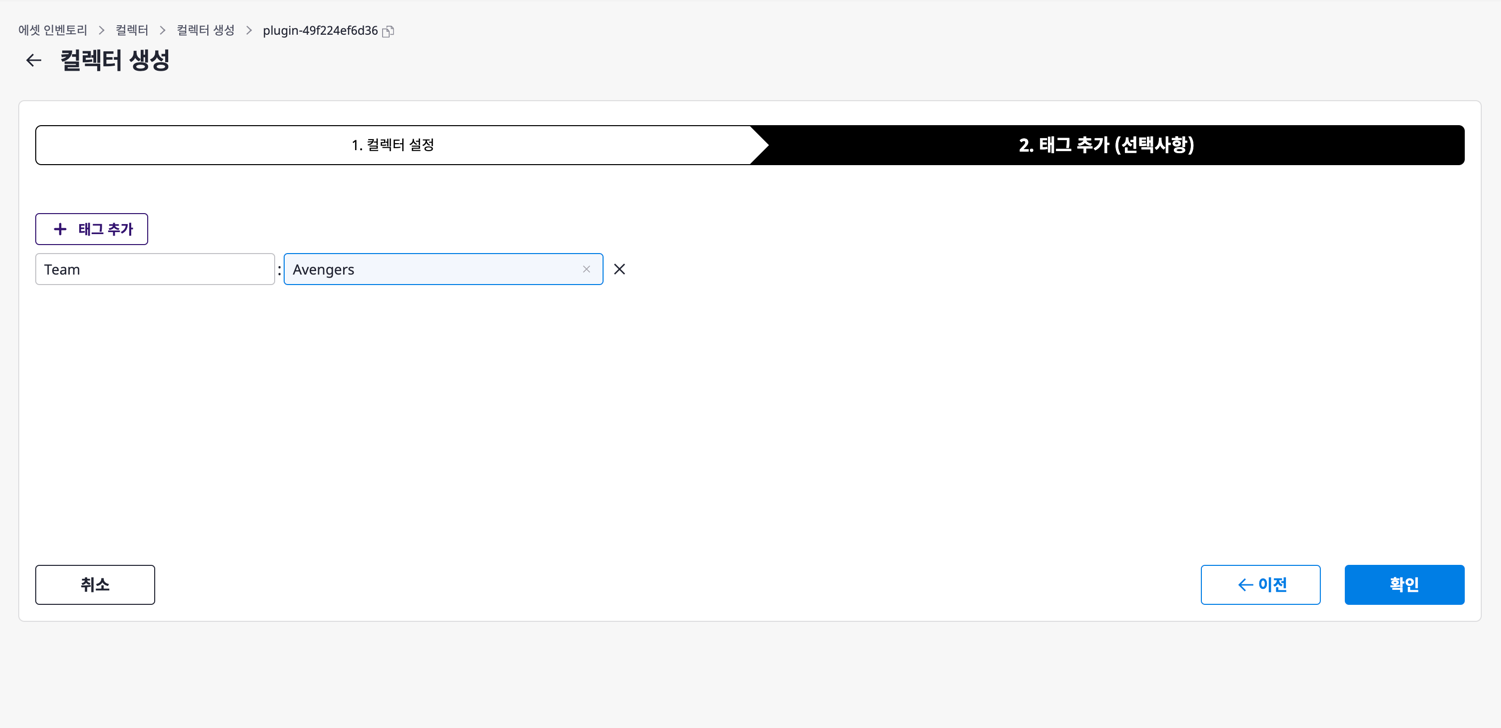 에셋 인벤토리 > 컬렉터 > 컬렉터 생성 > plugin-49f224ef6d36
컬렉터 생성
1. 컬렉터 설정 2. 태그 추가 (선택사항)
+ 태그 추가
Team : Avengers
취소 ← 이전 확인